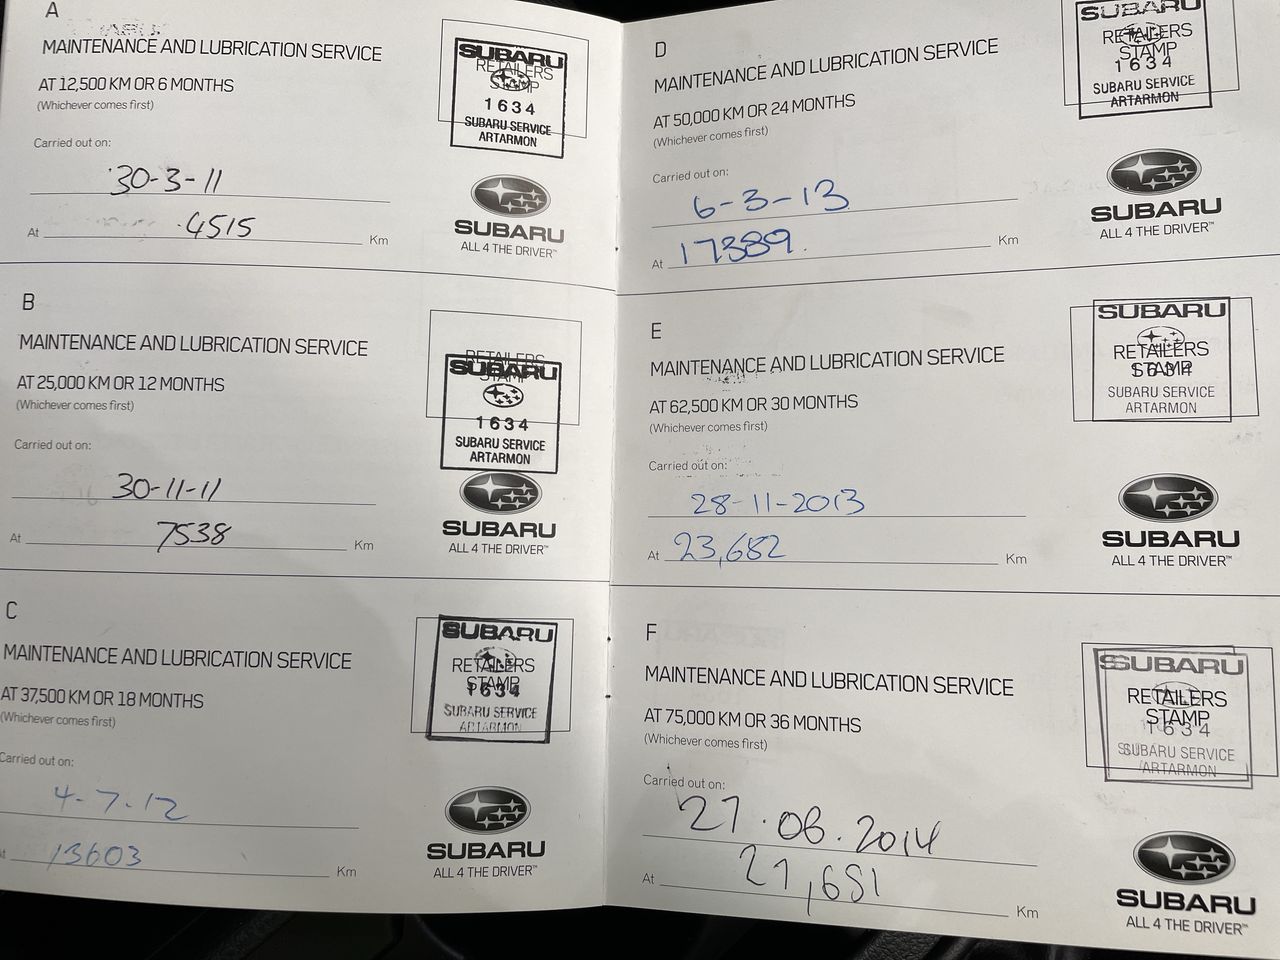 A
MAINTENANCE AND LUBRICATION SERVICE
AT 12,500 KM OR 6 MONTHS
(Whichever comes first)
Carried out on:
30-3-11
At 4515 Km
SUBARU
RETAILERS
STAMP
1634
SUBARU SERVICE
ARTARMON
SUBARU
ALL 4 THE DRIVER™
B
MAINTENANCE AND LUBRICATION SERVICE
AT 25,000 KM OR 12 MONTHS
(Whichever comes first)
Carried out on:
30-11-11
At 7538 Km
RETAILERS
STAMP
SUBARU
1634
SUBARU SERVICE
ARTARMON
SUBARU
ALL 4 THE DRIVER™
C
MAINTENANCE AND LUBRICATION SERVICE
AT 37,500 KM OR 18 MONTHS
(Whichever comes first)
Carried out on:
4-7-12
13603 Km
SUBARU
RETAILERS
STAMP
1634
SUBARU SERVICE
ARTARMON
SUBARU
ALL 4 THE DRIVER™
D
MAINTENANCE AND LUBRICATION SERVICE
AT 50,000 KM OR 24 MONTHS
(Whichever comes first)
Carried out on:
6-3-13
At 17389. Km
SUBARU
RETAILERS
STAMP
1634
SUBARU SERVICE
ARTARMON
SUBARU
ALL 4 THE DRIVER™
E
MAINTENANCE AND LUBRICATION SERVICE
AT 62,500 KM OR 30 MONTHS
(Whichever comes first)
Carried out on:
28-11-2013
At 23,682 Km
SUBARU
RETAILERS
STAMP
1634
SUBARU SERVICE
ARTARMON
SUBARU
ALL 4 THE DRIVER™
F
MAINTENANCE AND LUBRICATION SERVICE
AT 75,000 KM OR 36 MONTHS
(Whichever comes first)
Carried out on:
At Km
SUBARU
RETAILERS
STAMP
1634
SUBARU SERVICE
ARTARMON
SUBARU
ALL 4 THE DRIVER™